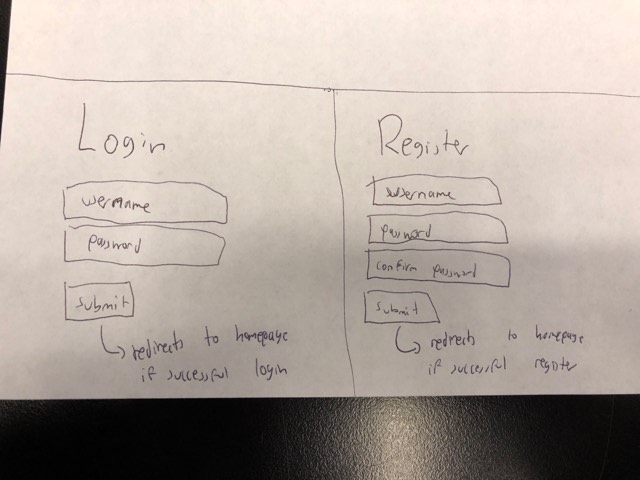 Login
username
password
submit
redirects to homepage
if successful login
Register
username
password
confirm password
submit
redirects to homepage
if successful register